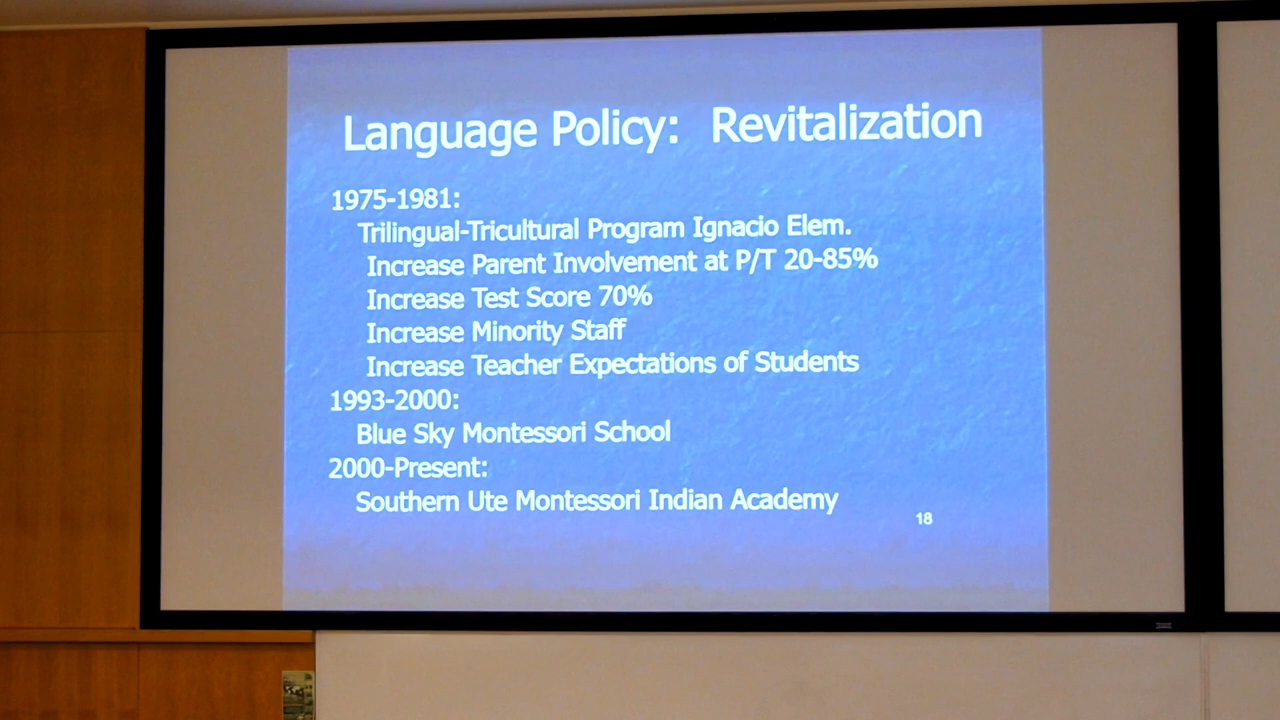 Language Policy: Revitalization
1975-1981:
Trilingual-Tricultural Program Ignacio Elem.
Increase Parent Involvement at P/T 20-85%
Increase Test Score 70%
Increase Minority Staff
Increase Teacher Expectations of Students
1993-2000:
Blue Sky Montessori School
2000-Present:
Southern Ute Montessori Indian Academy
18